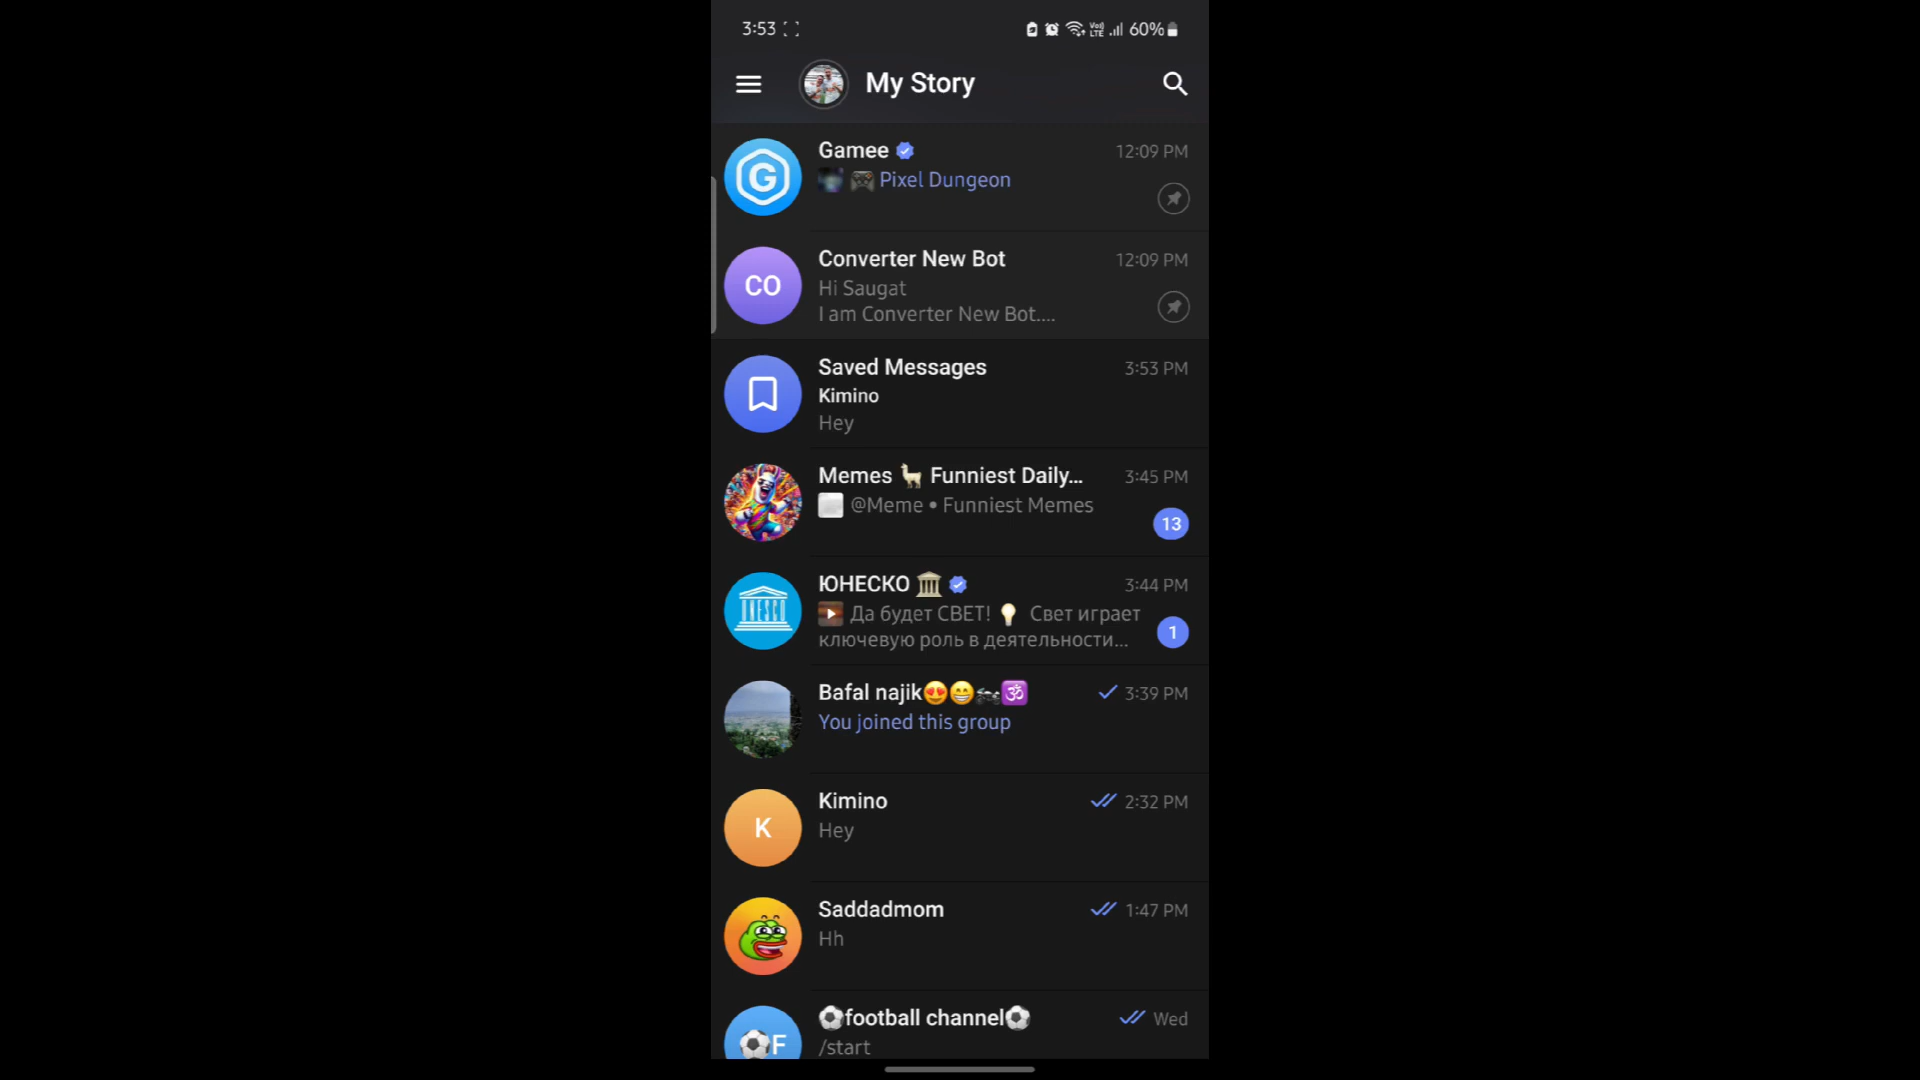 3:53 60%
My Story
Gamee 12:09 PM
G
Pixel Dungeon
Converter New Bot 12:09 PM
CO
Hi Saugat
I am Converter New Bot....
Saved Messages 3:53 PM
Kimino
Hey
Memes 🦙 Funniest Daily... 3:45 PM
@Meme • Funniest Memes
13
ЮНЕСКО 🏛 3:44 PM
UNESCO
Да будет СВЕТ! 💡 Свет играет
ключевую роль в деятельности...
1
Bafal najik😍😁🏍🕉 3:39 PM
You joined this group
Kimino 2:32 PM
K
Hey
Saddadmom 1:47 PM
Hh
⚽football channel⚽ Wed
⚽F
/start